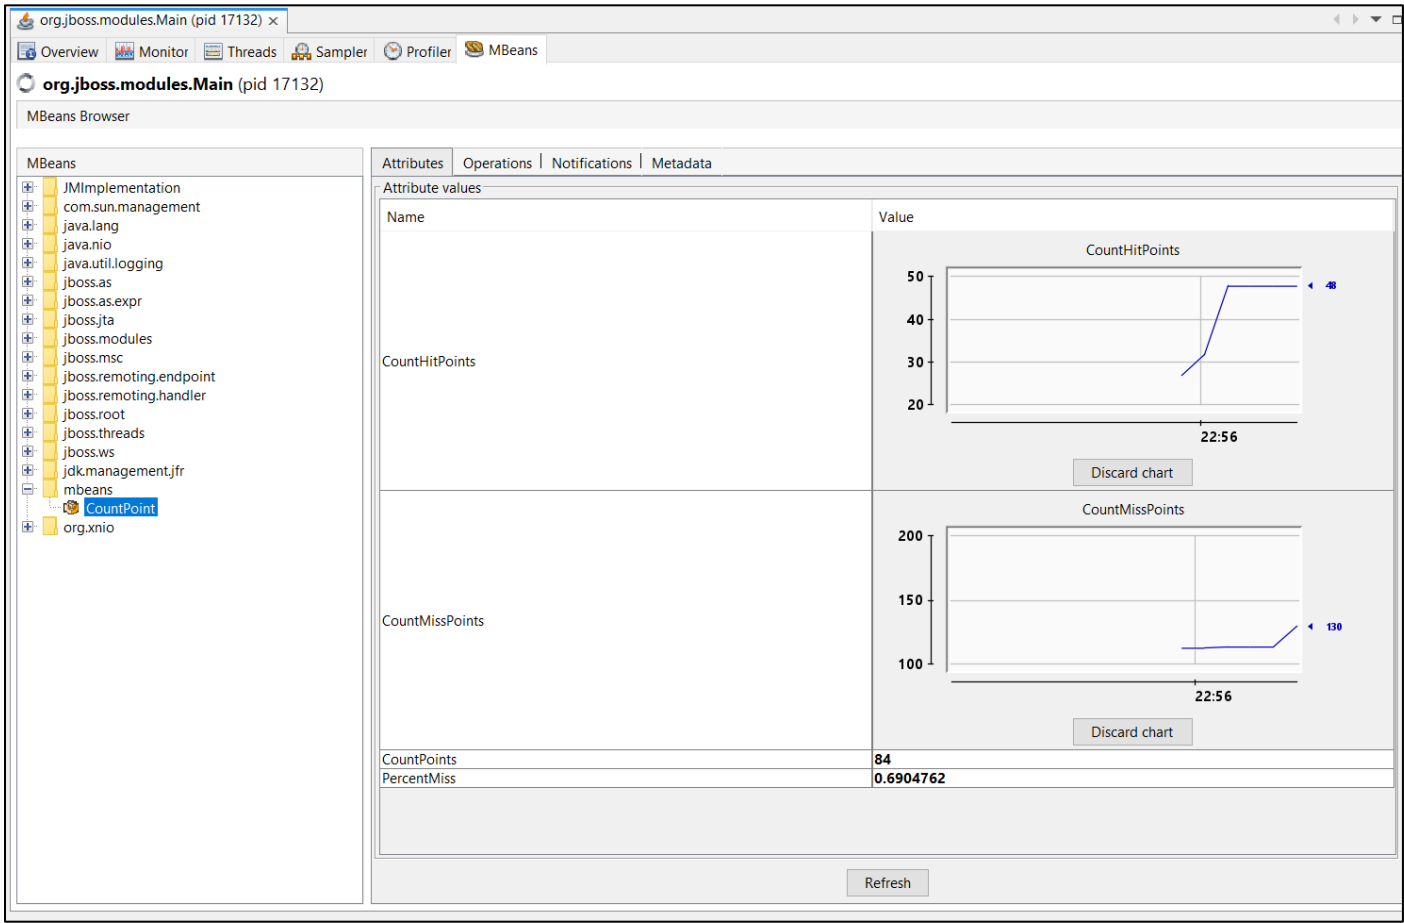 org.jboss.modules.Main (pid 17132)
Overview Monitor Threads Sampler Profiler MBeans
org.jboss.modules.Main (pid 17132)
MBeans Browser
MBeans
JMImplementation
com.sun.management
java.lang
java.nio
java.util.logging
jboss.as
jboss.as.expr
jboss.jta
jboss.modules
jboss.msc
jboss.remoting.endpoint
jboss.remoting.handler
jboss.root
jboss.threads
jboss.ws
jdk.management.jfr
mbeans
CountPoint
org.xnio
Attributes Operations Notifications Metadata
Attribute values
Name Value
CountHitPoints
CountHitPoints
50
40
30
20
48
22:56
Discard chart
CountMissPoints
CountMissPoints
200
150
100
130
22:56
Discard chart
CountPoints 84
PercentMiss 0.6904762
Refresh